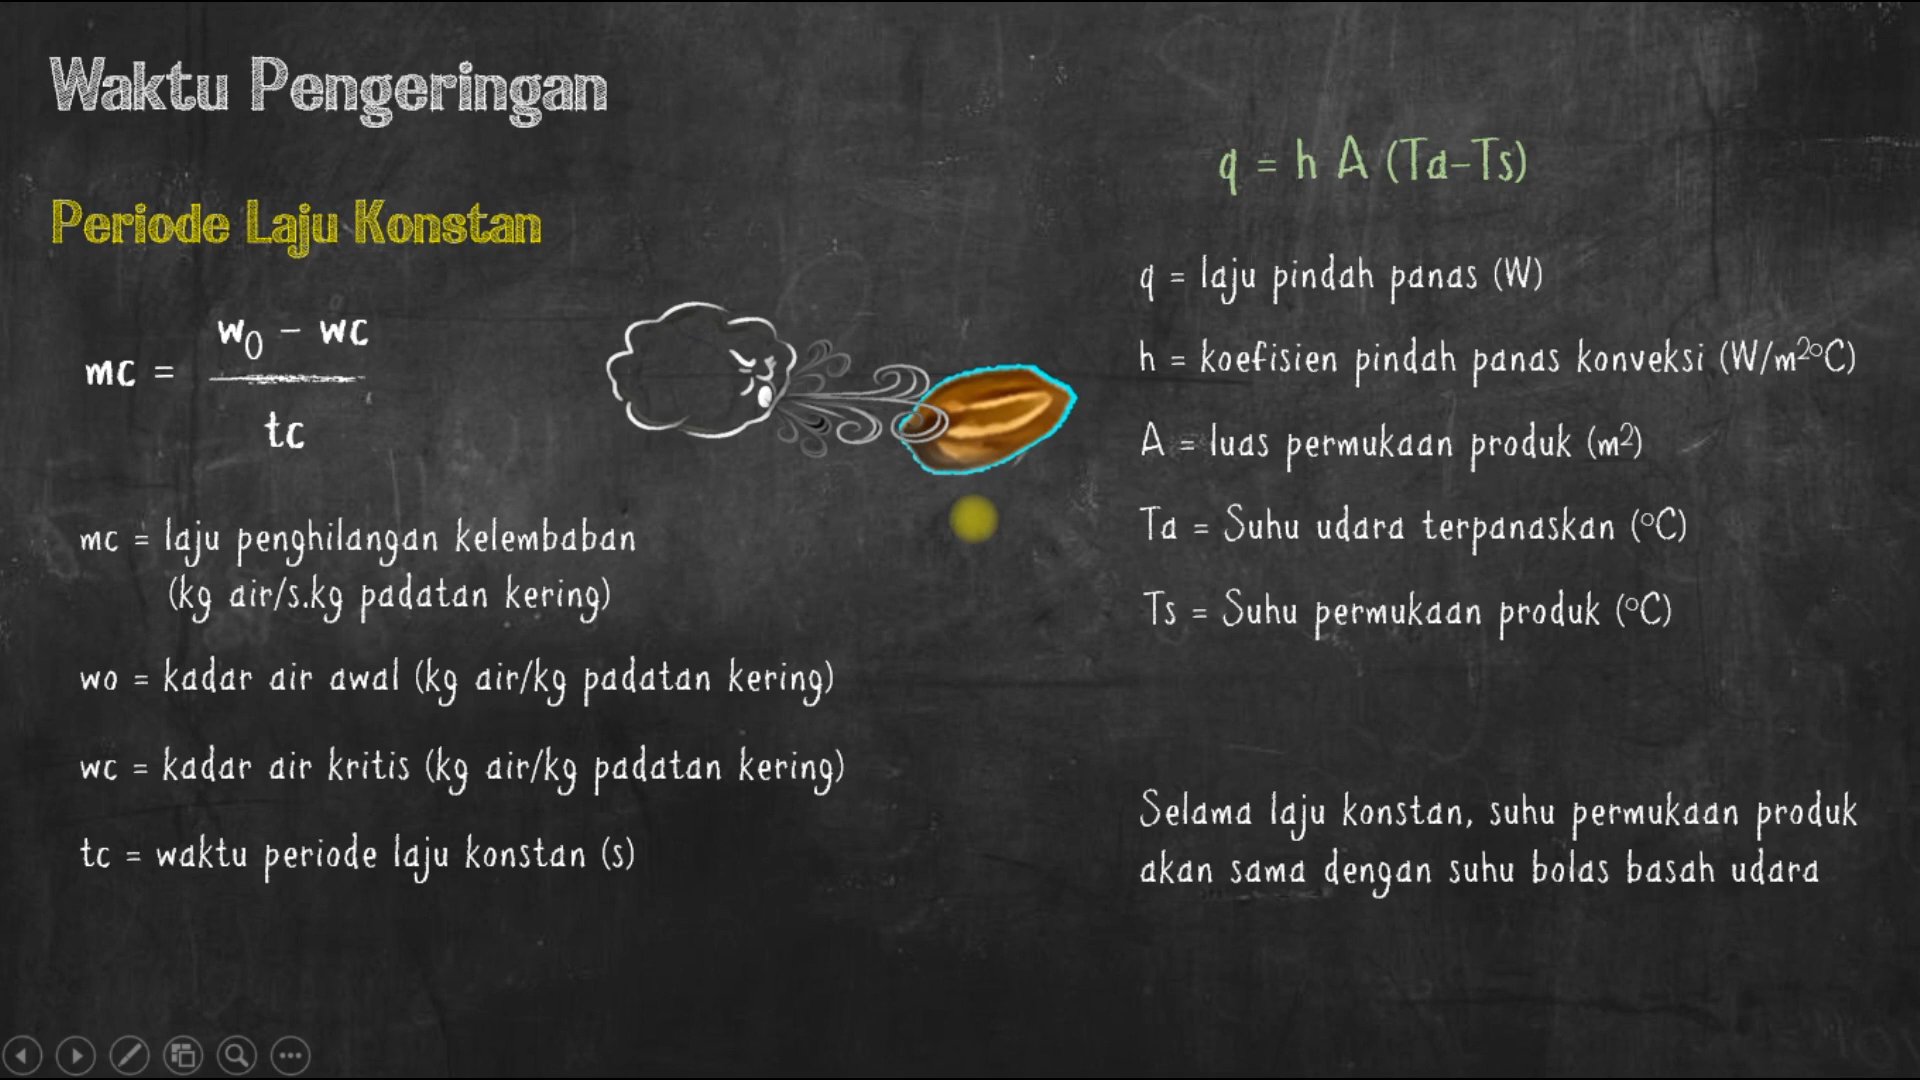 Waktu Pengeringan
Periode Laju Konstan
mc = w₀ - wc
tc
mc = laju penghilangan kelembaban
(kg air/s.kg padatan kering)
wo = kadar air awal (kg air/kg padatan kering)
wc = kadar air kritis (kg air/kg padatan kering)
tc = waktu periode laju konstan (s)
q = h A (Ta-Ts)
q = laju pindah panas (W)
h = koefisien pindah panas konveksi (W/m²°C)
A = luas permukaan produk (m²)
Ta = Suhu udara terpanaskan (°C)
Ts = Suhu permukaan produk (°C)
Selama laju konstan, suhu permukaan produk
akan sama dengan suhu bolas basah udara